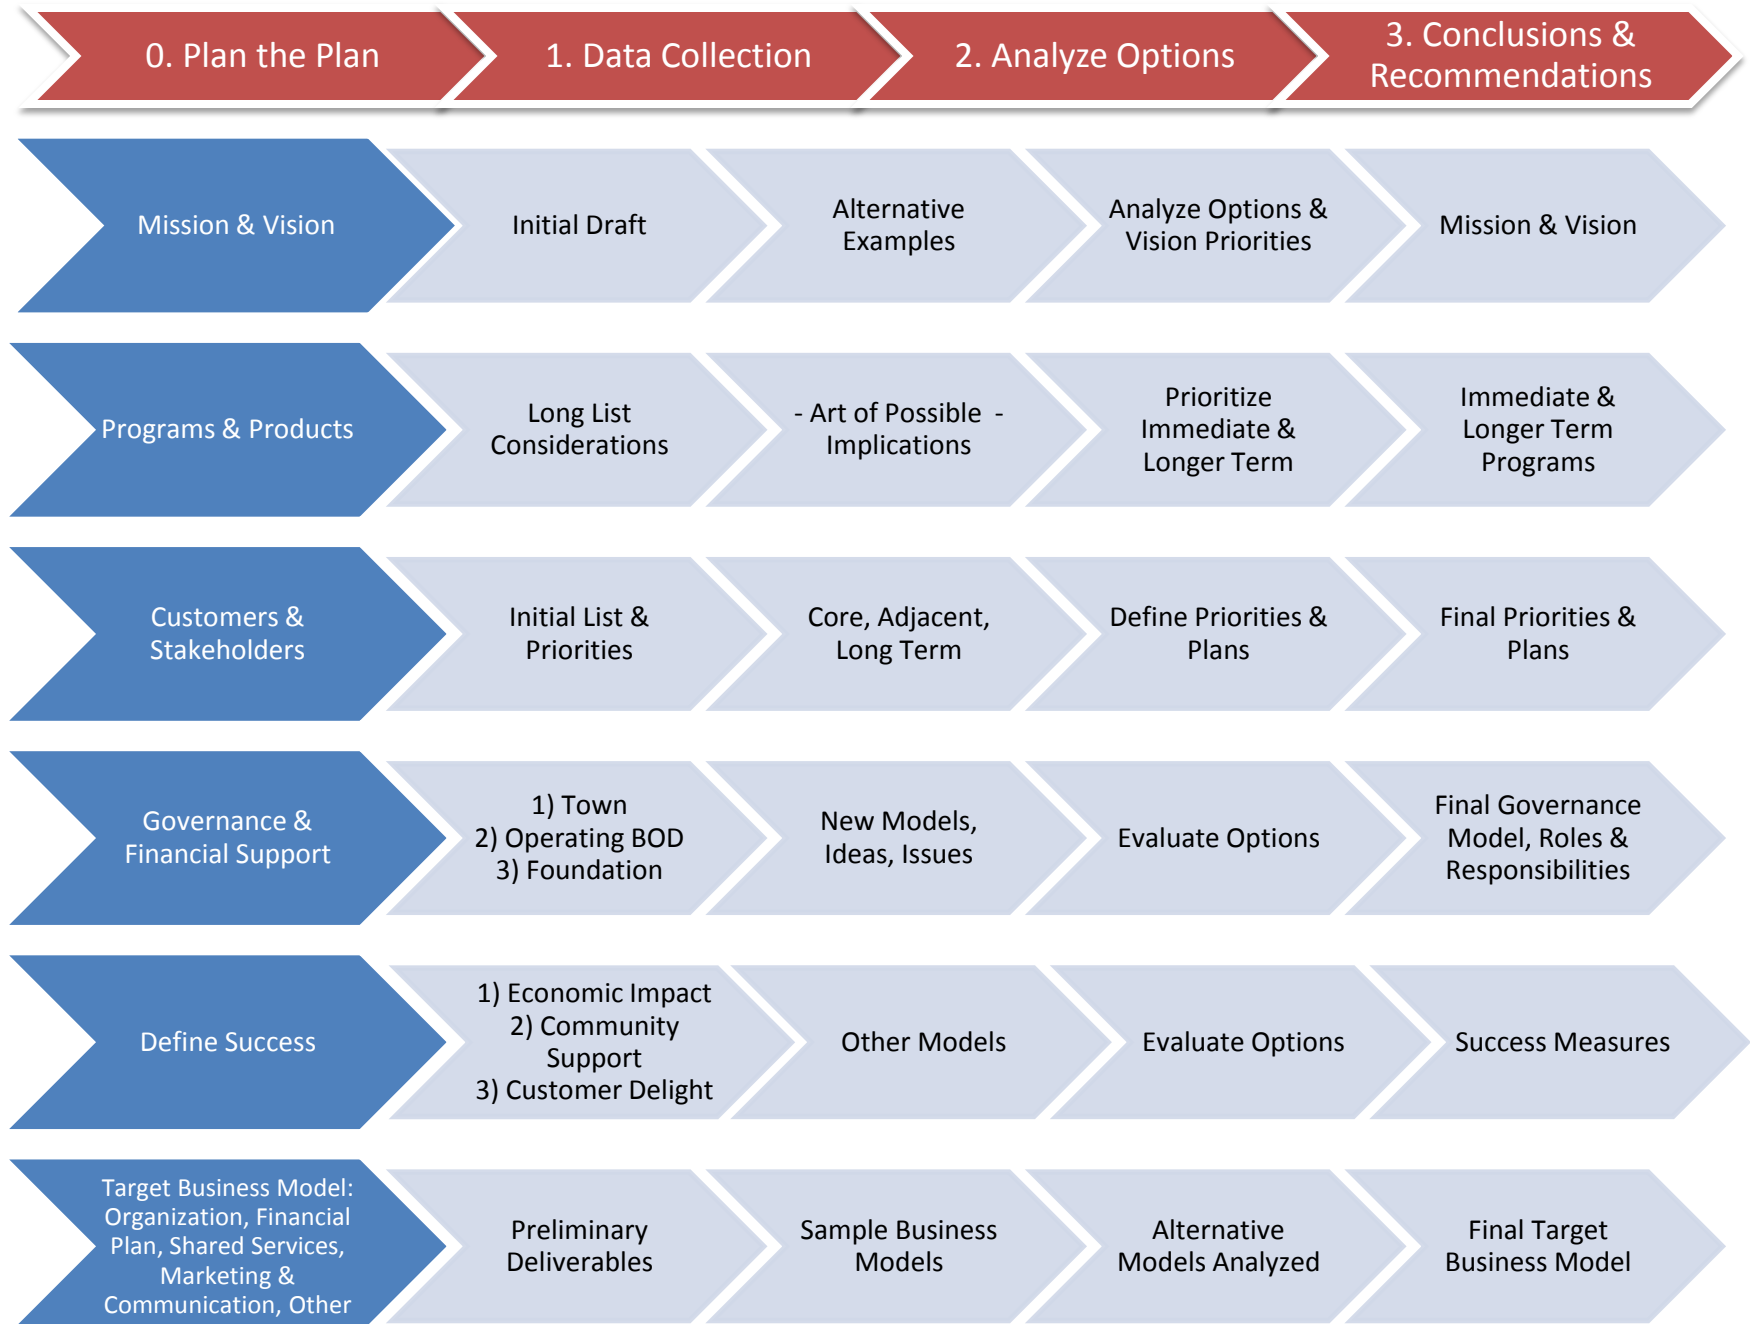 0. Plan the Plan
1. Data Collection
2. Analyze Options
3. Conclusions &
Recommendations
Mission & Vision
Initial Draft
Alternative
Examples
Analyze Options &
Vision Priorities
Mission & Vision
Programs & Products
Long List
Considerations
- Art of Possible  -
Implications
Prioritize
Immediate &
Longer Term
Immediate &
Longer Term
Programs
Customers &
Stakeholders
Initial List &
Priorities
Core, Adjacent,
Long Term
Define Priorities &
Plans
Final Priorities &
Plans
Governance &
Financial Support
1) Town
2) Operating BOD
3) Foundation
New Models,
Ideas, Issues
Evaluate Options
Final Governance
Model, Roles &
Responsibilities
Define Success
1) Economic Impact
2) Community
Support
3) Customer Delight
Other Models
Evaluate Options
Success Measures
Target Business Model:
Organization, Financial
Plan, Shared Services,
Marketing &
Communication, Other
Preliminary
Deliverables
Sample Business
Models
Alternative
Models Analyzed
Final Target
Business Model